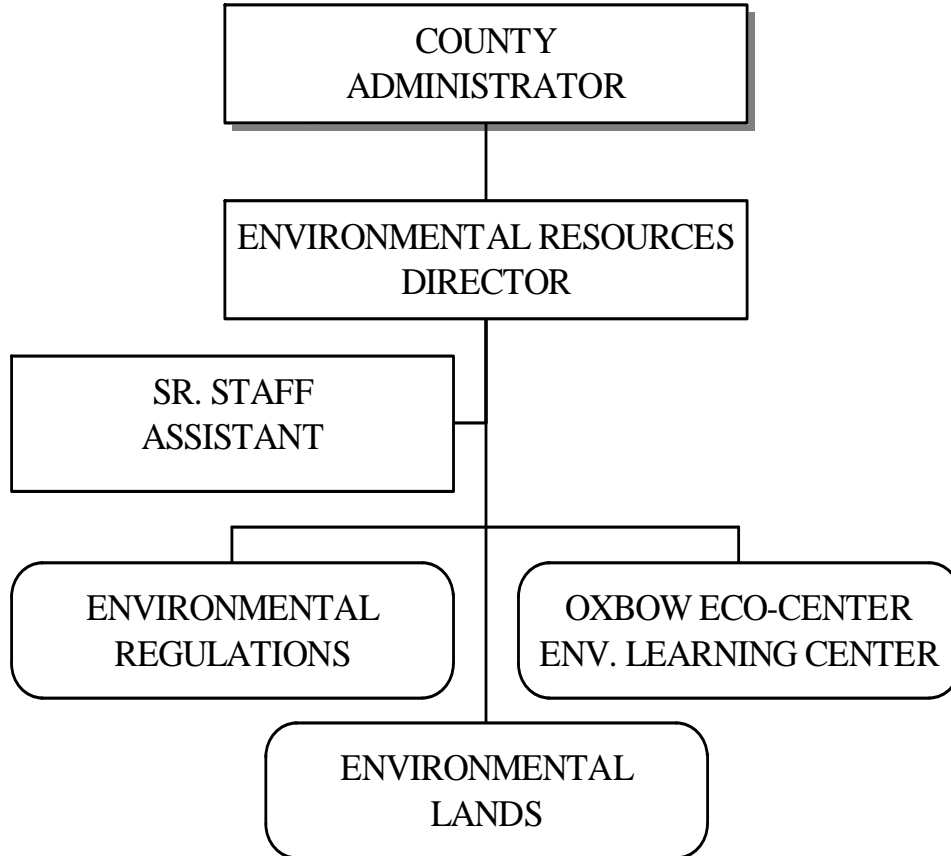 COUNTY
ADMINISTRATOR
ENVIRONMENTAL RESOURCES
DIRECTOR
SR. STAFF
ASSISTANT
ENVIRONMENTAL
REGULATIONS
OXBOW ECO-CENTER
ENV. LEARNING CENTER
ENVIRONMENTAL
LANDS